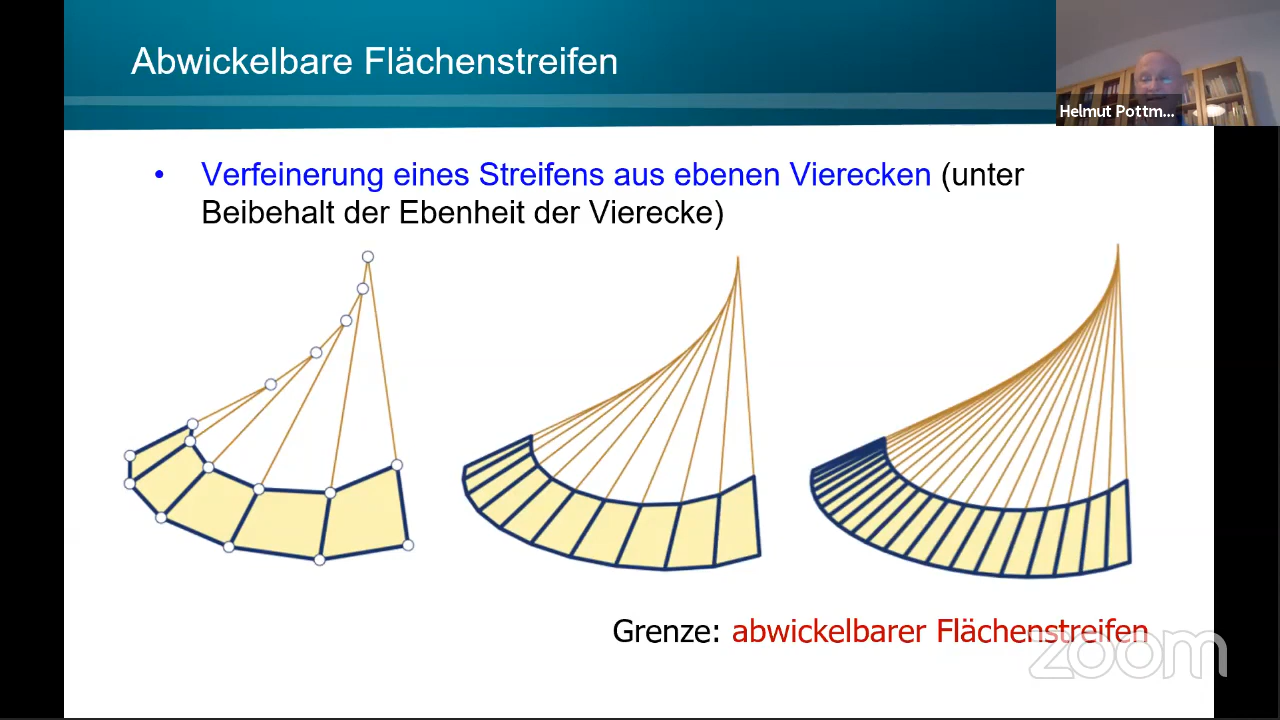 Abwickelbare Flächenstreifen
Helmut Pottm...
• Verfeinerung eines Streifens aus ebenen Vierecken (unter
Beibehalt der Ebenheit der Vierecke)
Grenze: abwickelbarer Flächenstreifen
zoom